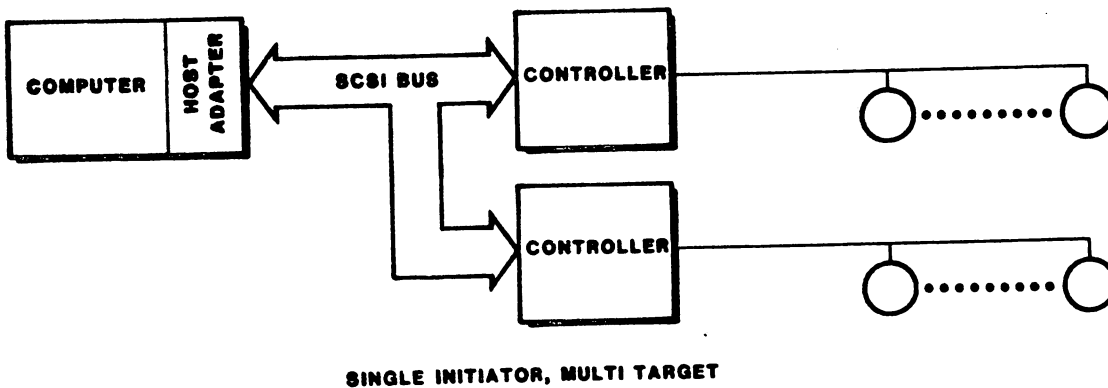 COMPUTER
HOST
ADAPTER
SCSI BUS
CONTROLLER
CONTROLLER
SINGLE INITIATOR, MULTI TARGET